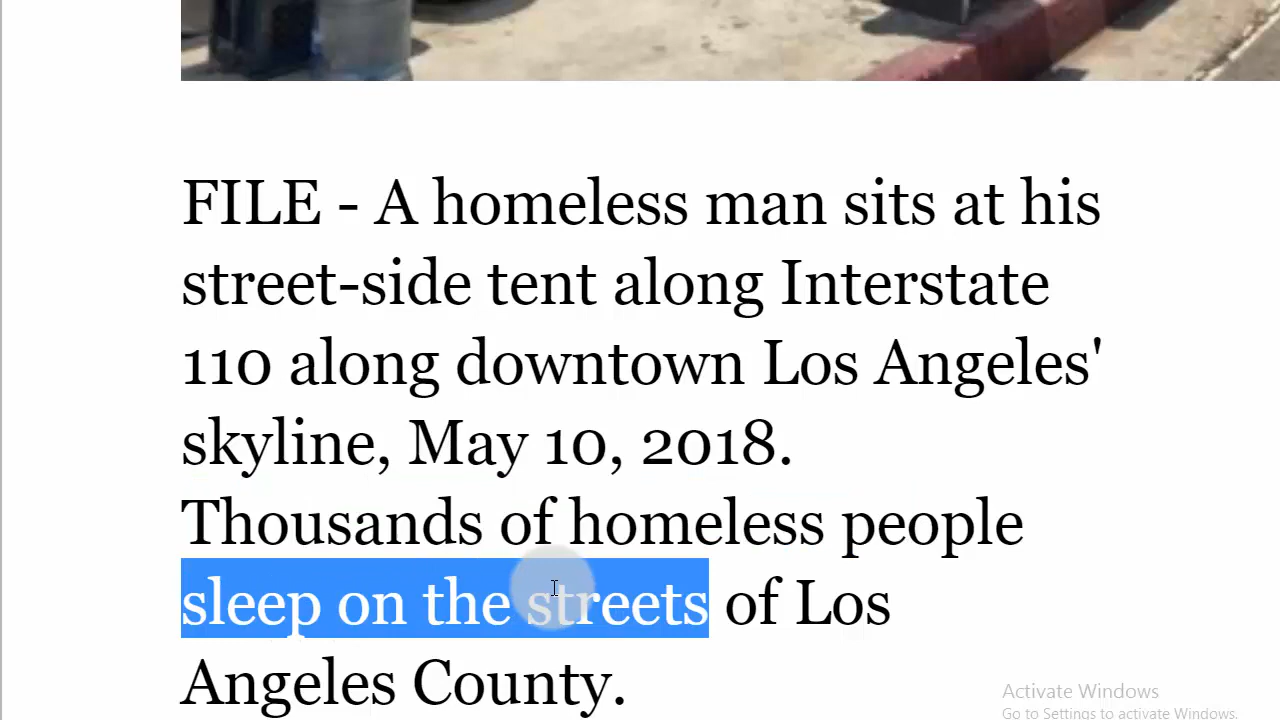 FILE - A homeless man sits at his
street-side tent along Interstate
110 along downtown Los Angeles'
skyline, May 10, 2018.
Thousands of homeless people
sleep on the streets of Los
Angeles County.
Activate Windows
Go to Settings to activate Windows.